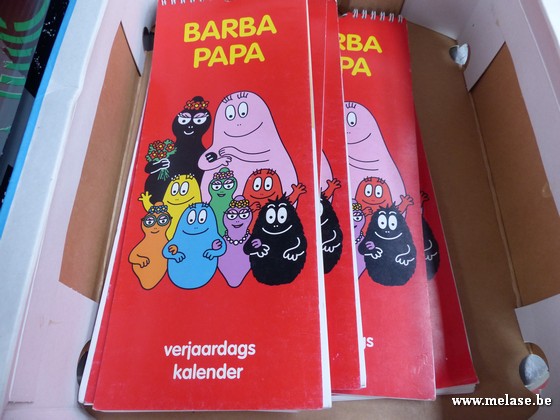 BARBA
PAPA
verjaardags
kalender
RBA
PA
gs
www.melase.be